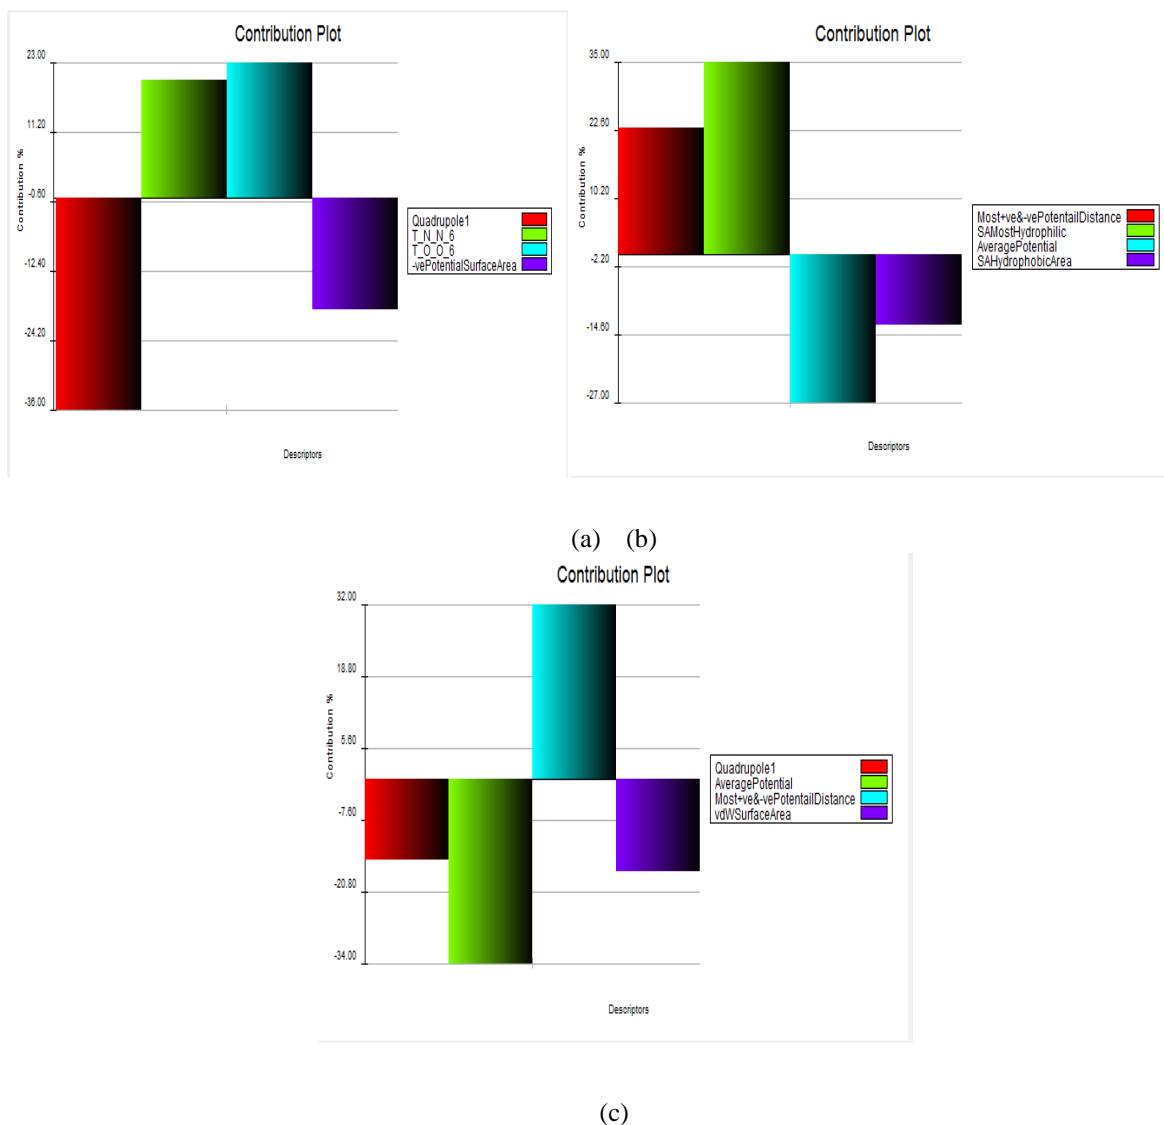 Contribution Plot
23.00
11.20
-0.60
-12.40
-24.20
-36.00
Contribution %
Descriptors
Quadrupole1
T_N_N_6
T_O_O_6
-vePotentialSurfaceArea
Contribution Plot
35.00
22.60
10.20
-2.20
-14.60
-27.00
Contribution %
Descriptors
Most+ve&-vePotentailDistance
SAMostHydrophilic
AveragePotential
SAHydrophobicArea
(a) (b)
Contribution Plot
32.00
18.80
5.60
-7.60
-20.80
-34.00
Contribution %
Descriptors
Quadrupole1
AveragePotential
Most+ve&-vePotentailDistance
vdWSurfaceArea
(c)